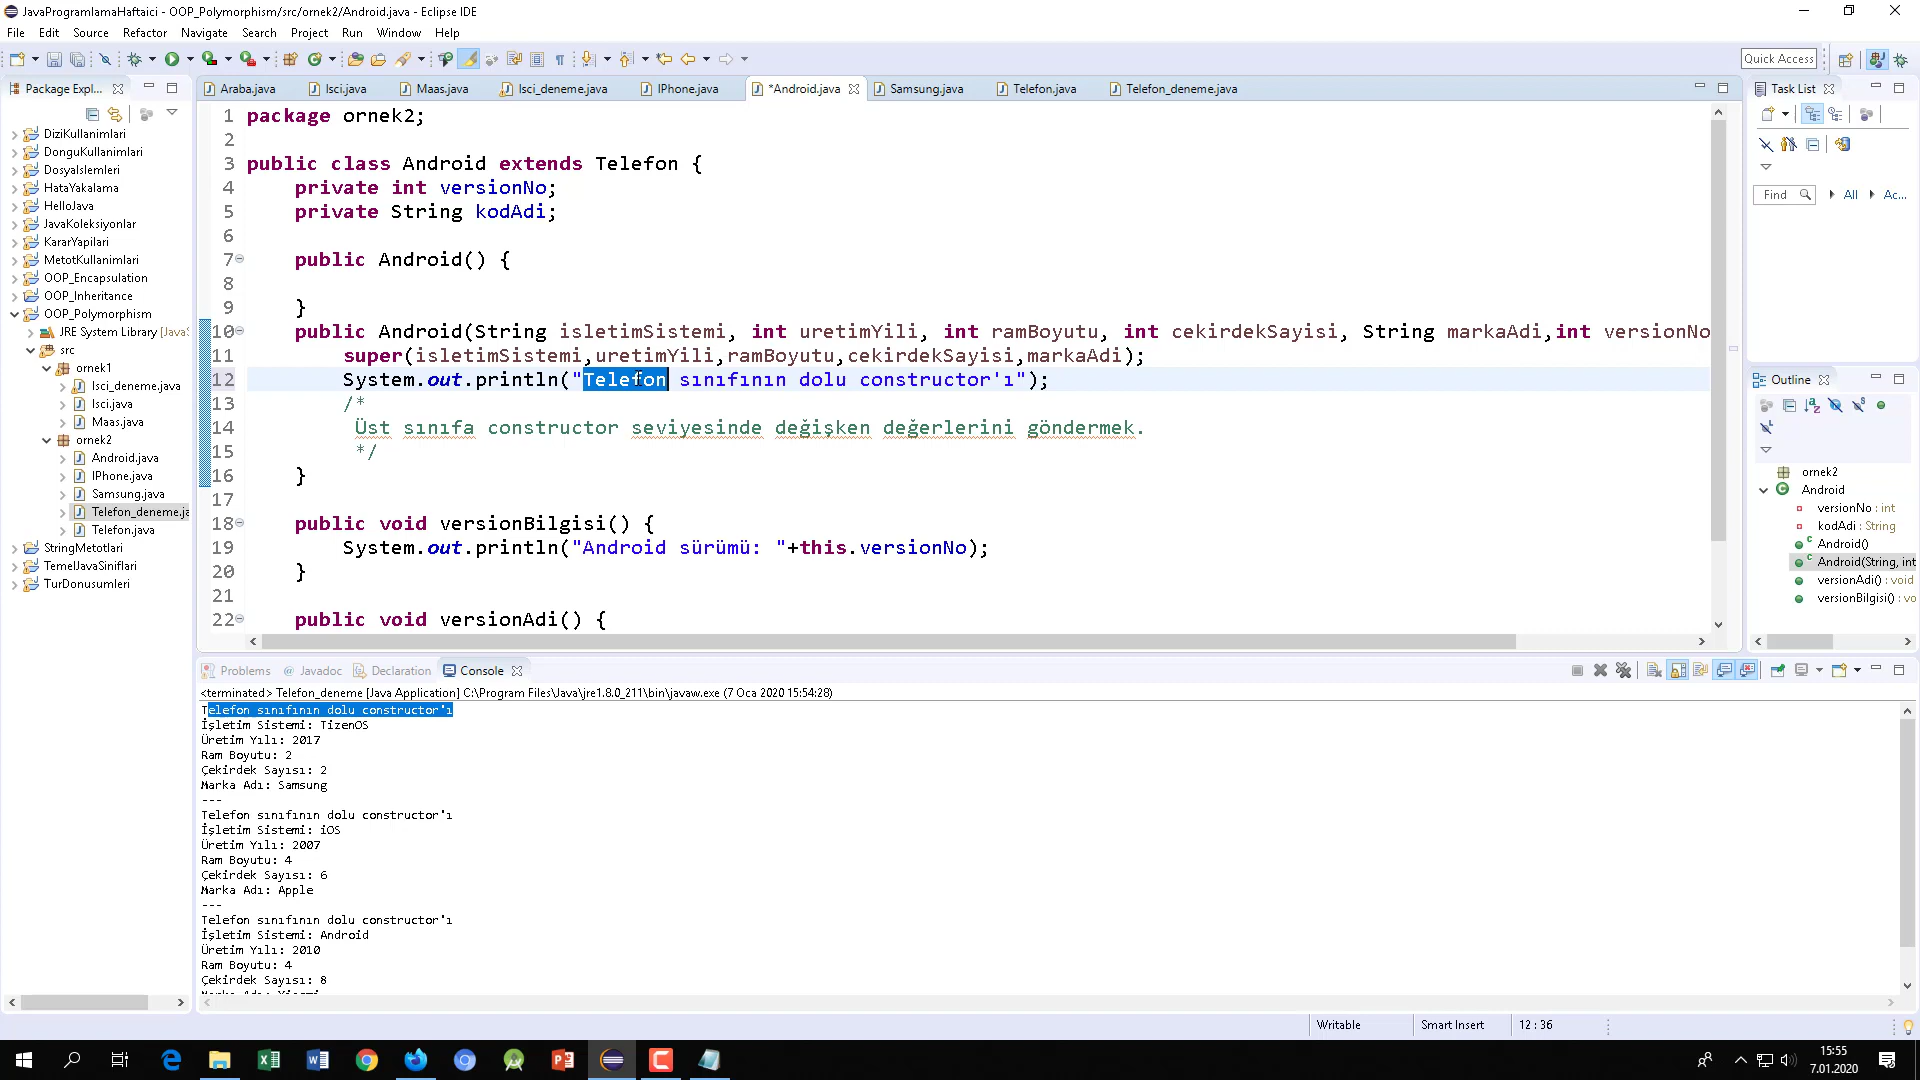 JavaProgramlamaHaftaici - OOP_Polymorphism/src/ornek2/Android.java - Eclipse IDE
File Edit Source Refactor Navigate Search Project Run Window Help
Quick Access
Package Expl...
DiziKullanimlari
DonguKullanimlari
DosyaIslemleri
HataYakalama
HelloJava
JavaKoleksiyonlar
KararYapilari
MetotKullanimlari
OOP_Encapsulation
OOP_Inheritance
OOP_Polymorphism
JRE System Library [JavaS
src
ornek1
Isci_deneme.java
Isci.java
Maas.java
ornek2
Android.java
IPhone.java
Samsung.java
Telefon_deneme.ja
Telefon.java
StringMetotlari
TemelJavaSiniflari
TurDonusumleri
Araba.java Isci.java Maas.java Isci_deneme.java IPhone.java *Android.java Samsung.java Telefon.java Telefon_deneme.java
1 package ornek2;
2
3 public class Android extends Telefon {
4 private int versionNo;
5 private String kodAdi;
6
7 public Android() {
8
9 }
10 public Android(String isletimSistemi, int uretimYili, int ramBoyutu, int cekirdekSayisi, String markaAdi,int versionNo
11 super(isletimSistemi,uretimYili,ramBoyutu,cekirdekSayisi,markaAdi);
12 System.out.println("Telefon sınıfının dolu constructor'ı");
13 /*
14 Üst sınıfa constructor seviyesinde değişken değerlerini göndermek.
15 */
16 }
17
18 public void versionBilgisi() {
19 System.out.println("Android sürümü: "+this.versionNo);
20 }
21
22 public void versionAdi() {
Task List
Find All Ac...
Outline
ornek2
Android
versionNo : int
kodAdi : String
Android()
Android(String, int
versionAdi() : void
versionBilgisi() : vo
Problems Javadoc Declaration Console
<terminated> Telefon_deneme [Java Application] C:\Program Files\Java\jre1.8.0_211\bin\javaw.exe (7 Oca 2020 15:54:28)
Telefon sınıfının dolu constructor'ı
İşletim Sistemi: TizenOS
Üretim Yılı: 2017
Ram Boyutu: 2
Çekirdek Sayısı: 2
Marka Adı: Samsung
---
Telefon sınıfının dolu constructor'ı
İşletim Sistemi: iOS
Üretim Yılı: 2007
Ram Boyutu: 4
Çekirdek Sayısı: 6
Marka Adı: Apple
---
Telefon sınıfının dolu constructor'ı
İşletim Sistemi: Android
Üretim Yılı: 2010
Ram Boyutu: 4
Çekirdek Sayısı: 8
Writable Smart Insert 12 : 36
15:55
7.01.2020